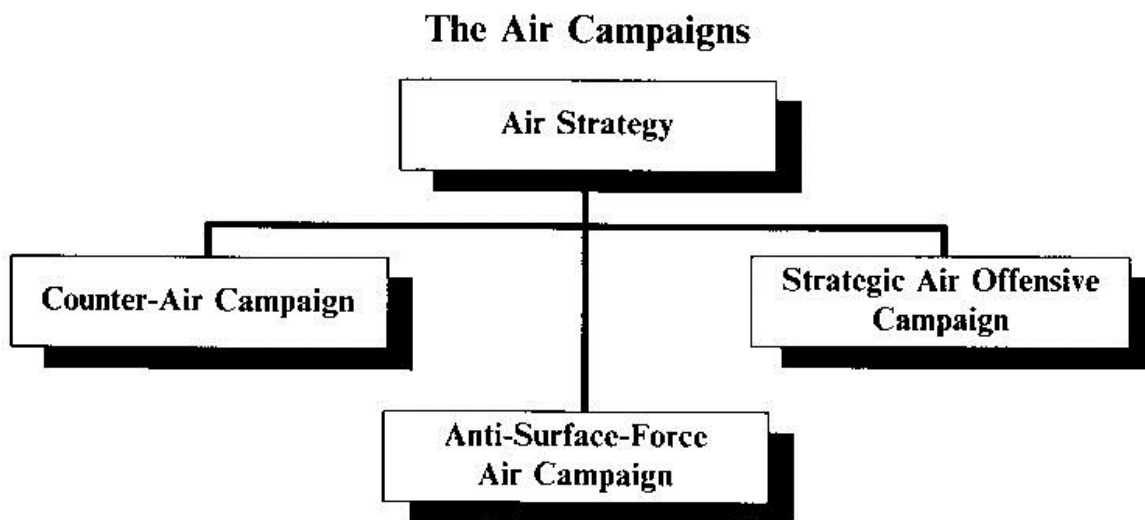 The Air Campaigns
Air Strategy
Counter-Air Campaign
Strategic Air Offensive
Campaign
Anti-Surface-Force
Air Campaign